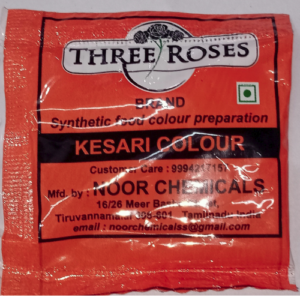 THREE ROSES
BRAND
Synthetic food colour preparation
KESARI COLOUR
Customer Care :
Mfd. by : NOOR CHEMICALS
16/26 Meer
Tiruvannamalai Tamilnadu India
email : noorchemicalss@gmail.com